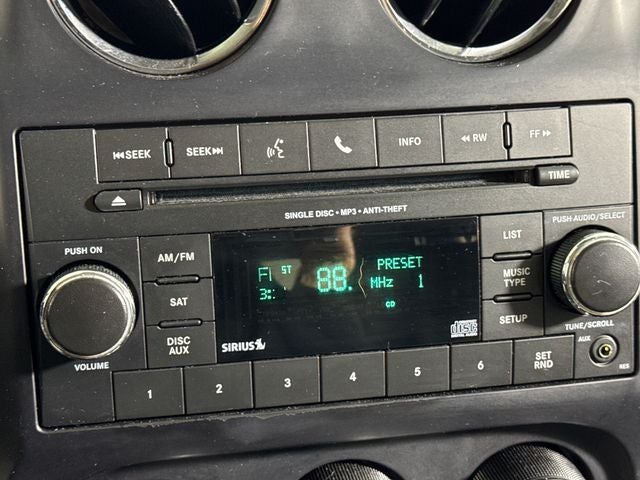 SEEK SEEK INFO RW FF
TIME
SINGLE DISC • MP3 • ANTI-THEFT
PUSH ON
VOLUME
AM/FM
SAT
DISC
AUX
ST 88. PRESET
MHz 1
CD
SIRIUS
disc
LIST
MUSIC
TYPE
SETUP
PUSH-AUDIO/SELECT
TUNE/SCROLL
AUX
RES
1 2 3 4 5 6 SET
RND